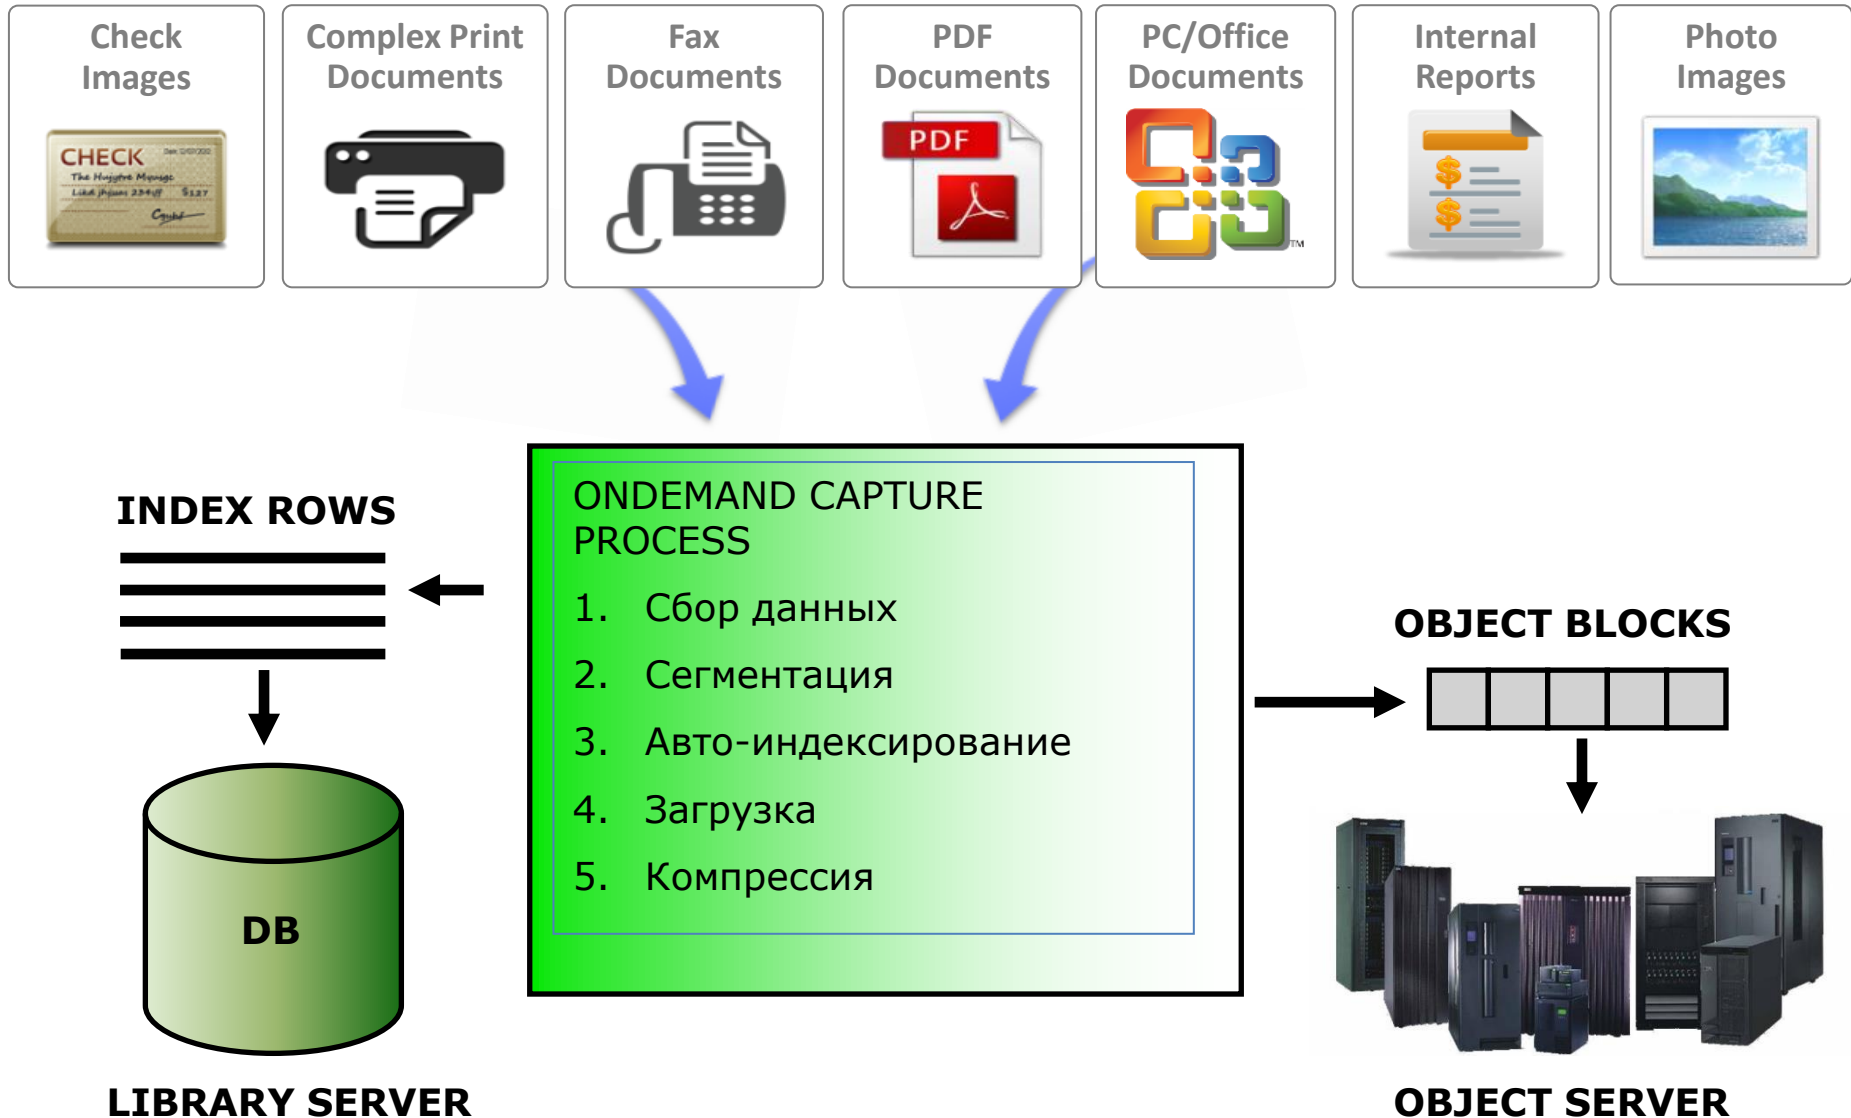 Check
Images
Complex Print
Documents
Fax
Documents
PDF
Documents
PC/Office
Documents
Internal
Reports
Photo
Images
CHECK
$127
PDF
$
$
TM
INDEX ROWS
DB
LIBRARY SERVER
ONDEMAND CAPTURE
PROCESS
1. Сбор данных
2. Сегментация
3. Авто-индексирование
4. Загрузка
5. Компрессия
OBJECT BLOCKS
OBJECT SERVER